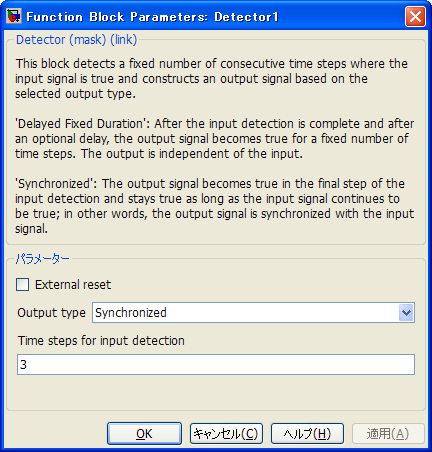 Function Block Parameters: Detector1
Detector (mask) (link)
This block detects a fixed number of consecutive time steps where the
input signal is true and constructs an output signal based on the
selected output type.
'Delayed Fixed Duration': After the input detection is complete and after
an optional delay, the output signal becomes true for a fixed number of
time steps. The output is independent of the input.
'Synchronized': The output signal becomes true in the final step of the
input detection and stays true as long as the input signal continues to
be true; in other words, the output signal is synchronized with the input
signal.
パラメーター
External reset
Output type Synchronized
Time steps for input detection
3
OK キャンセル(C) ヘルプ(H) 適用(A)